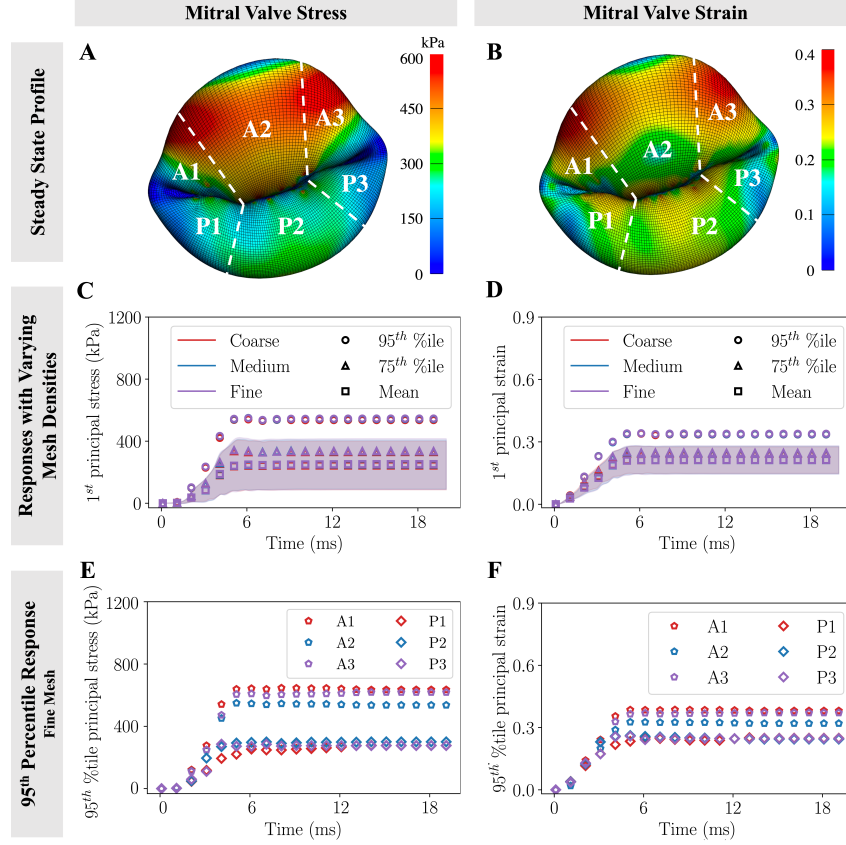 Mitral Valve Stress
Mitral Valve Strain
Steady State Profile
A
kPa
600
450
300
150
0
A1
A2
A3
P1
P2
P3
B
0.4
0.3
0.2
0.1
0
A1
A2
A3
P1
P2
P3
Responses with Varying
Mesh Densities
C
1st principal stress (kPa)
1200
800
400
0
Coarse
Medium
Fine
95th %ile
75th %ile
Mean
0
6
12
18
Time (ms)
D
1st principal strain
0.9
0.6
0.3
0.0
Coarse
Medium
Fine
95th %ile
75th %ile
Mean
0
6
12
18
Time (ms)
95th Percentile Response
Fine Mesh
E
95th %tile principal stress (kPa)
1200
800
400
0
A1
A2
A3
P1
P2
P3
6
12
18
Time (ms)
F
95th %tile principal strain
0.9
0.6
0.3
0.0
A1
A2
A3
P1
P2
P3
0
6
12
18
Time (ms)